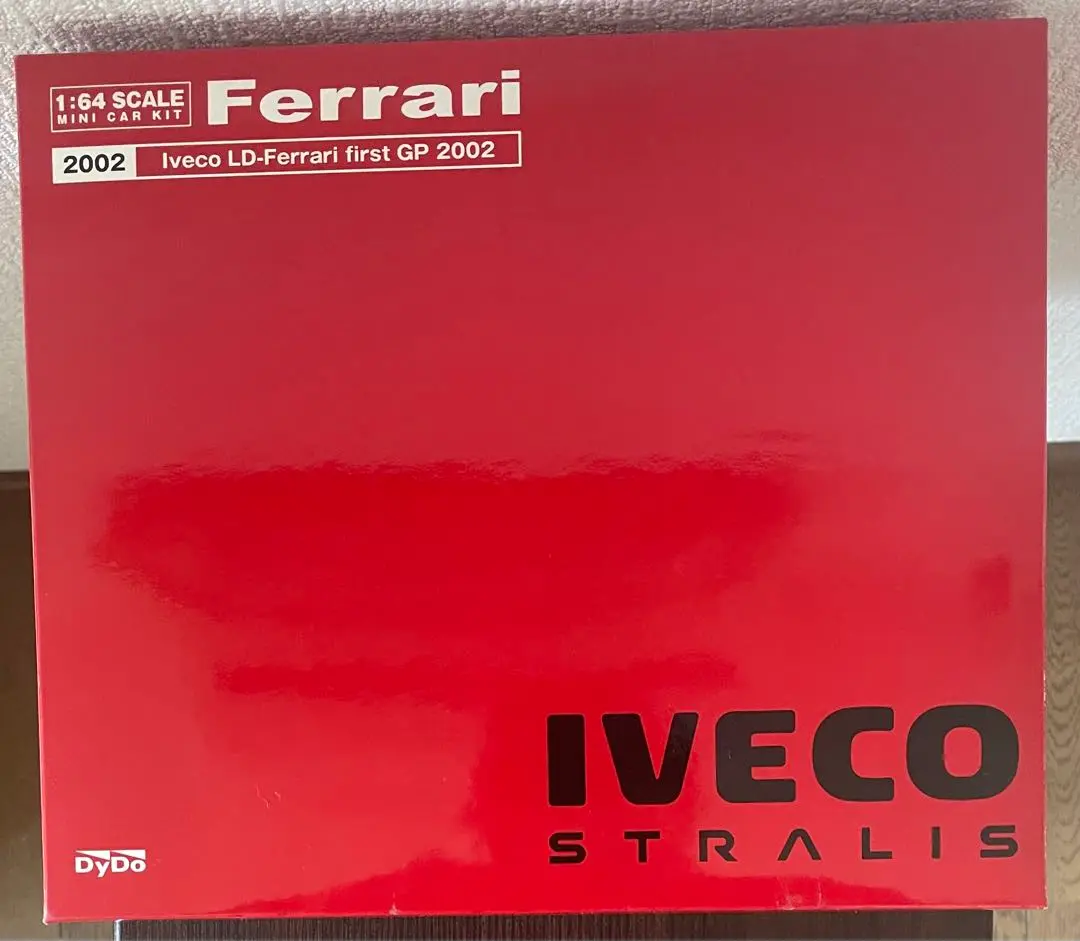 1:64 SCALE
MINI CAR KIT
Ferrari
2002 Iveco LD-Ferrari first GP 2002
IVECO
STRALIS
DyDo